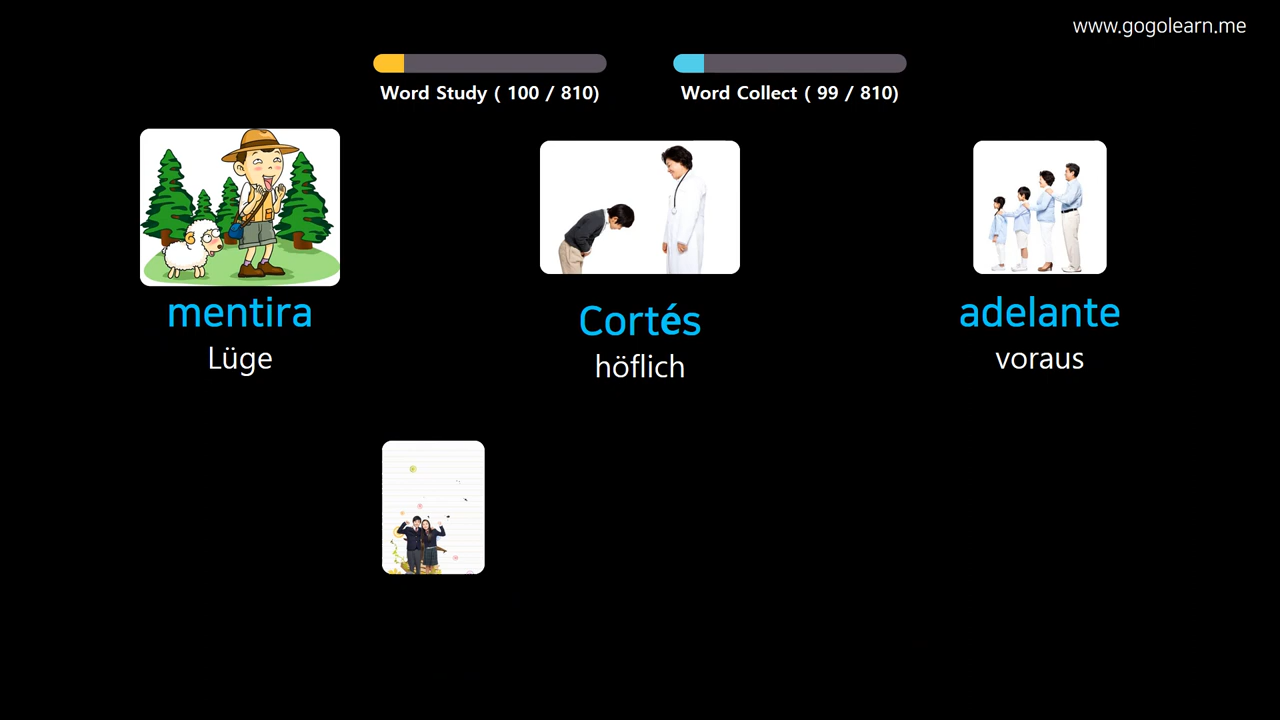 www.gogolearn.me
Word Study ( 100 / 810)
Word Collect ( 99 / 810)
mentira
Lüge
Cortés
höflich
adelante
voraus